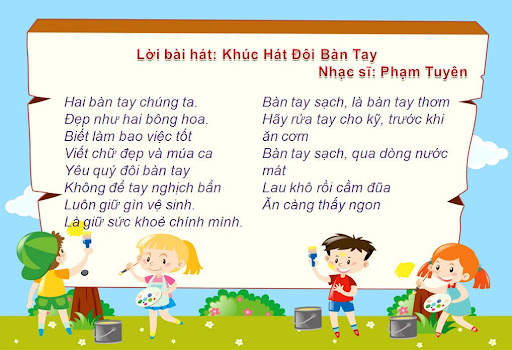 Lời bài hát: Khúc Hát Đôi Bàn Tay
Nhạc sĩ: Phạm Tuyên
Hai bàn tay chúng ta.
Đẹp như hai bông hoa.
Biết làm bao việc tốt
Viết chữ đẹp và múa ca
Yêu quý đôi bàn tay
Không để tay nghịch bẩn
Luôn giữ gìn vệ sinh.
Là giữ sức khoẻ chính mình.
Bàn tay sạch, là bàn tay thơm
Hãy rửa tay cho kỹ, trước khi
ăn cơm
Bàn tay sạch, qua dòng nước
mát
Lau khô rồi cầm đũa
Ăn càng thấy ngon